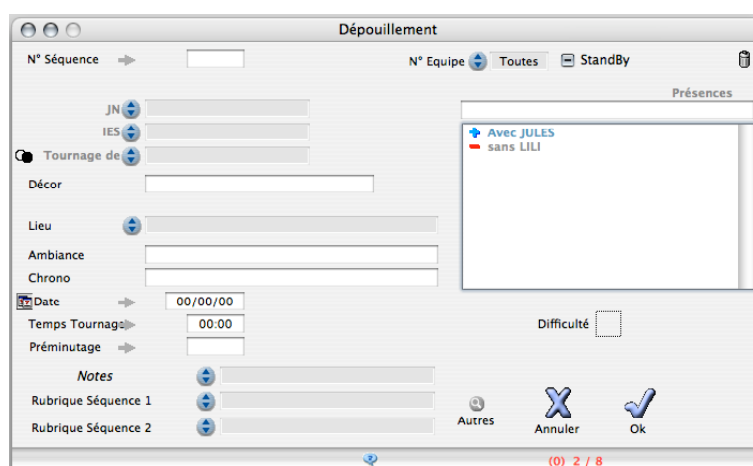 Dépouillement
N° Séquence
N° Equipe Toutes StandBy
Présences
JN
IES
Tournage de
Avec JULES
sans LILI
Décor
Lieu
Ambiance
Chrono
Date 00/00/00
Temps Tournage 00:00
Difficulté
Préminutage
Notes
Rubrique Séquence 1
Rubrique Séquence 2
Autres
Annuler
Ok
(0) 2 / 8